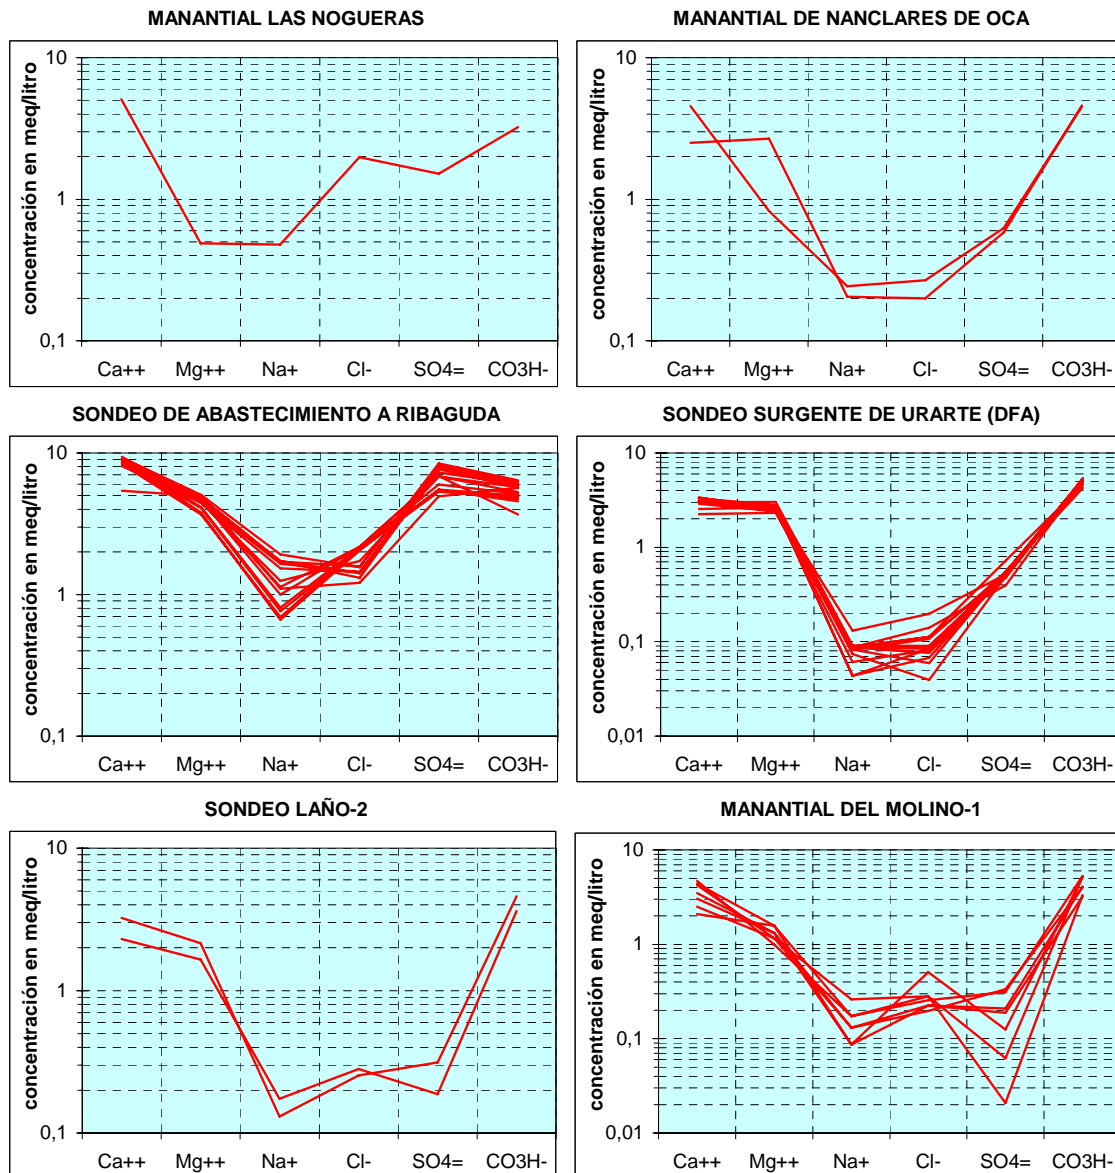 MANANTIAL LAS NOGUERAS
concentración en meq/litro
10
1
0,1
Ca++ Mg++ Na+ Cl- SO4= CO3H-
MANANTIAL DE NANCLARES DE OCA
concentración en meq/litro
10
1
0,1
Ca++ Mg++ Na+ Cl- SO4= CO3H-
SONDEO DE ABASTECIMIENTO A RIBAGUDA
concentración en meq/litro
10
1
0,1
Ca++ Mg++ Na+ Cl- SO4= CO3H-
SONDEO SURGENTE DE URARTE (DFA)
concentración en meq/litro
10
1
0,1
0,01
Ca++ Mg++ Na+ Cl- SO4= CO3H-
SONDEO LAÑO-2
concentración en meq/litro
10
1
0,1
Ca++ Mg++ Na+ Cl- SO4= CO3H-
MANANTIAL DEL MOLINO-1
concentración en meq/litro
10
1
0,1
0,01
Ca++ Mg++ Na+ Cl- SO4= CO3H-